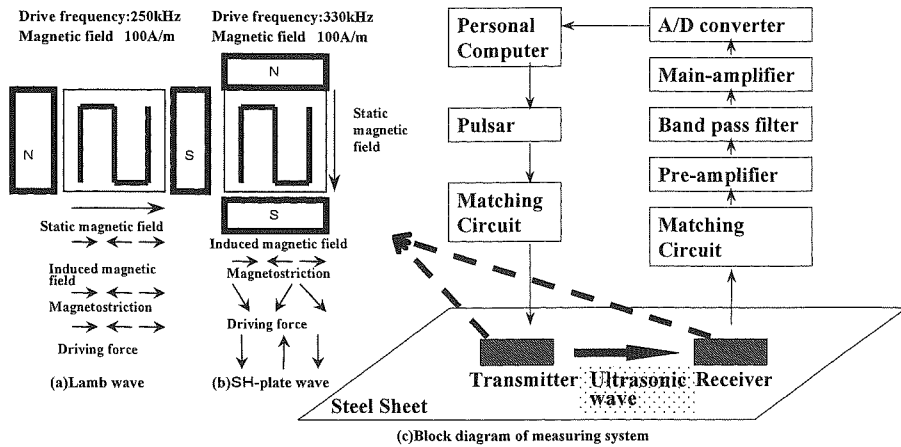 Drive frequency:250kHz
Magnetic field 100A/m
N
S
Static magnetic field
Induced magnetic
field
Magnetostriction
Driving force
(a)Lamb wave
Drive frequency:330kHz
Magnetic field 100A/m
N
Static
magnetic
field
S
Induced magnetic field
Magnetostriction
Driving force
(b)SH-plate wave
Personal
Computer
Pulsar
Matching
Circuit
A/D converter
Main-amplifier
Band pass filter
Pre-amplifier
Matching
Circuit
Transmitter
Ultrasonic
wave
Receiver
Steel Sheet
(c)Block diagram of measuring system